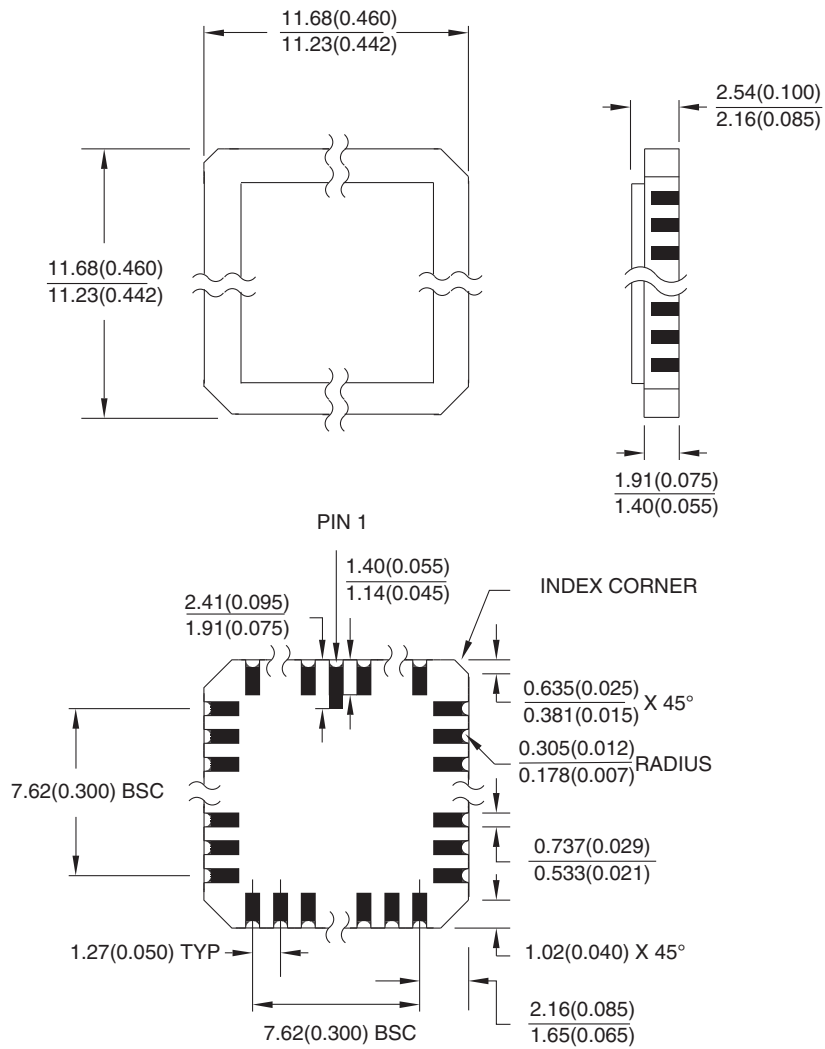 11.68(0.460)
11.23(0.442)
2.54(0.100)
2.16(0.085)
11.68(0.460)
11.23(0.442)
1.91(0.075)
1.40(0.055)
PIN 1
1.40(0.055)
1.14(0.045)
INDEX CORNER
2.41(0.095)
1.91(0.075)
0.635(0.025)
0.381(0.015) X 45°
0.305(0.012)
0.178(0.007) RADIUS
7.62(0.300) BSC
0.737(0.029)
0.533(0.021)
1.27(0.050) TYP
1.02(0.040) X 45°
7.62(0.300) BSC
2.16(0.085)
1.65(0.065)